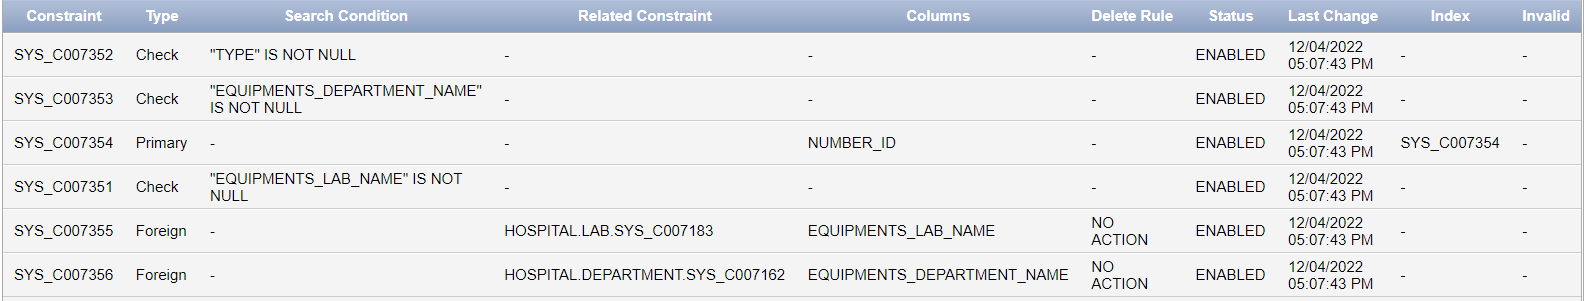 Constraint Type Search Condition Related Constraint Columns Delete Rule Status Last Change Index Invalid
SYS_C007352 Check "TYPE" IS NOT NULL - - - ENABLED 12/04/2022 05:07:43 PM - -
SYS_C007353 Check "EQUIPMENTS_DEPARTMENT_NAME" IS NOT NULL - - - ENABLED 12/04/2022 05:07:43 PM - -
SYS_C007354 Primary - - NUMBER_ID - ENABLED 12/04/2022 05:07:43 PM SYS_C007354 -
SYS_C007351 Check "EQUIPMENTS_LAB_NAME" IS NOT NULL - - - ENABLED 12/04/2022 05:07:43 PM - -
SYS_C007355 Foreign - HOSPITAL.LAB.SYS_C007183 EQUIPMENTS_LAB_NAME NO ACTION ENABLED 12/04/2022 05:07:43 PM - -
SYS_C007356 Foreign - HOSPITAL.DEPARTMENT.SYS_C007162 EQUIPMENTS_DEPARTMENT_NAME NO ACTION ENABLED 12/04/2022 05:07:43 PM - -